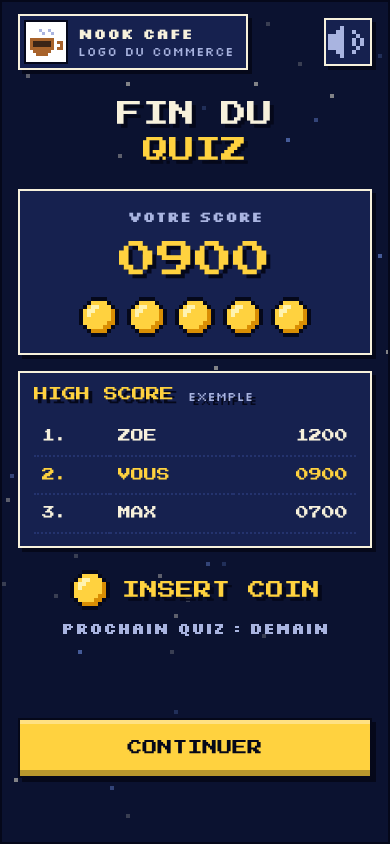 NOOK CAFE
LOGO DU COMMERCE
FIN DU
QUIZ
VOTRE SCORE
0900
HIGH SCORE EXEMPLE
1. ZOE 1200
2. VOUS 0900
3. MAX 0700
INSERT COIN
PROCHAIN QUIZ : DEMAIN
CONTINUER